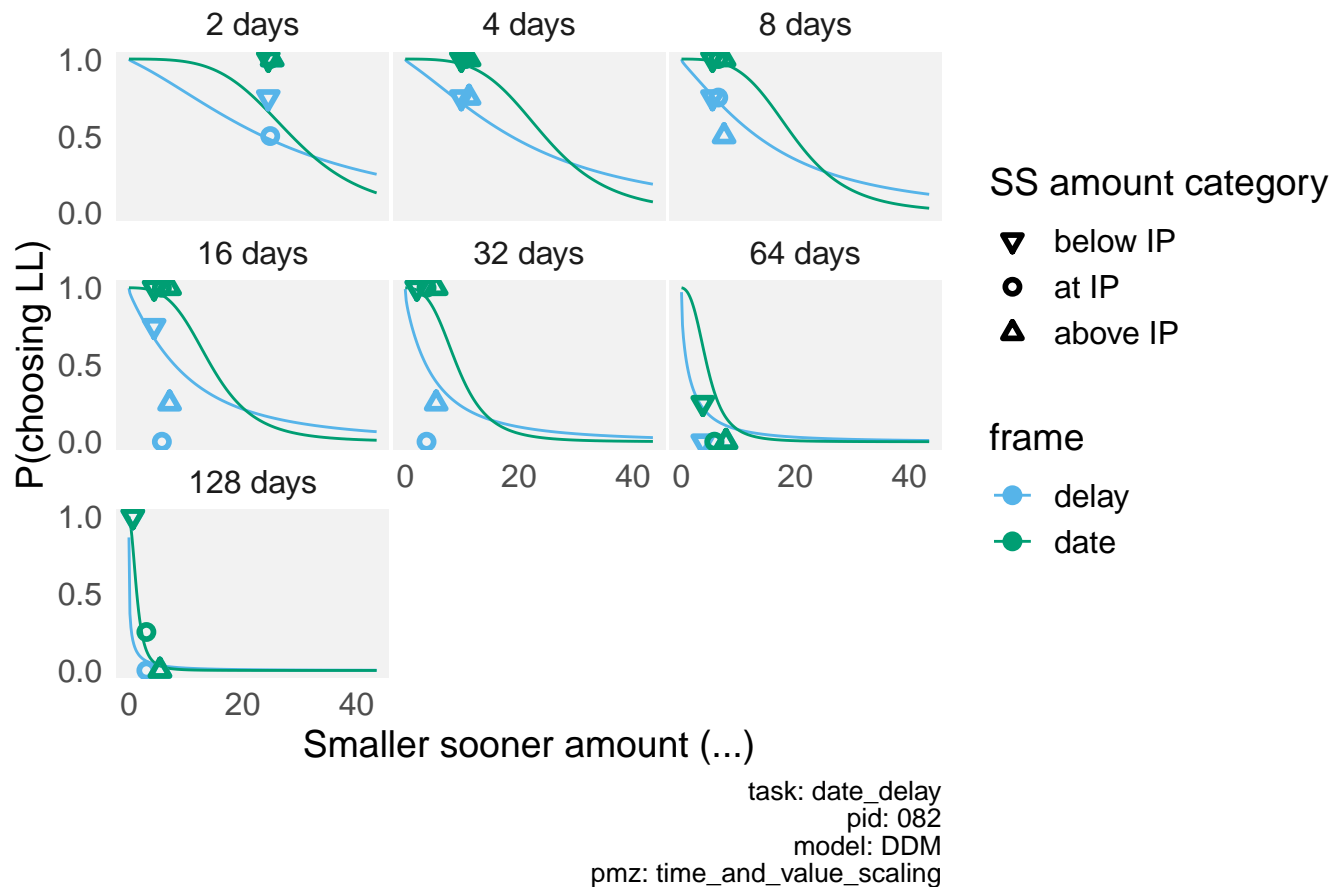 2 days
4 days
8 days
1.0
0.5
0.0
16 days
32 days
64 days
1.0
0.5
0.0
0
20
40
0
20
40
128 days
1.0
0.5
0.0
0
20
40
P(choosing LL)
Smaller sooner amount (...)
SS amount category
below IP
at IP
above IP
frame
delay
date
task: date_delay
pid: 082
model: DDM
pmz: time_and_value_scaling